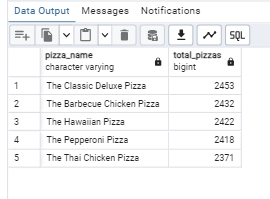 Data Output Messages Notifications
SQL
pizza_name total_pizzas
character varying bigint
1 The Classic Deluxe Pizza 2453
2 The Barbecue Chicken Pizza 2432
3 The Hawaiian Pizza 2422
4 The Pepperoni Pizza 2418
5 The Thai Chicken Pizza 2371